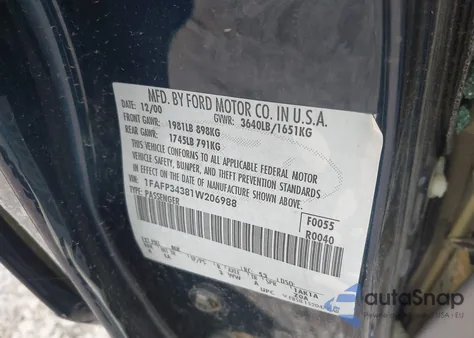 MFD. BY FORD MOTOR CO. IN U.S.A.
DATE: 12/00 GVWR: 3640LB/1651KG
FRONT GAWR: 1981LB 898KG
REAR GAWR: 1745LB 791KG
THIS VEHICLE CONFORMS TO ALL APPLICABLE FEDERAL MOTOR
VEHICLE SAFETY, BUMPER, AND THEFT PREVENTION STANDARDS
IN EFFECT ON THE DATE OF MANUFACTURE SHOWN ABOVE.
VIN: 1FAFP34381W206988
TYPE: PASSENGER
F0055
R0040
UPC
autoSnap